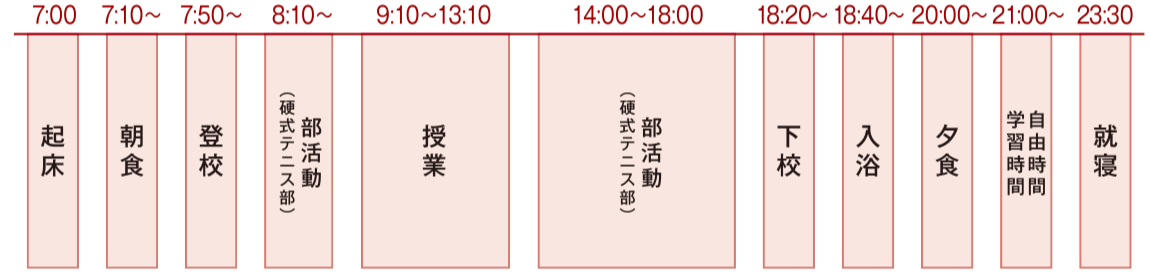 7:00
起床
7:10〜
朝食
7:50〜
登校
8:10〜
部活動
（硬式テニス部）
9:10〜13:10
授業
14:00〜18:00
部活動
（硬式テニス部）
18:20〜
下校
18:40〜
入浴
20:00〜
夕食
21:00〜
自由時間
学習時間
23:30
就寝